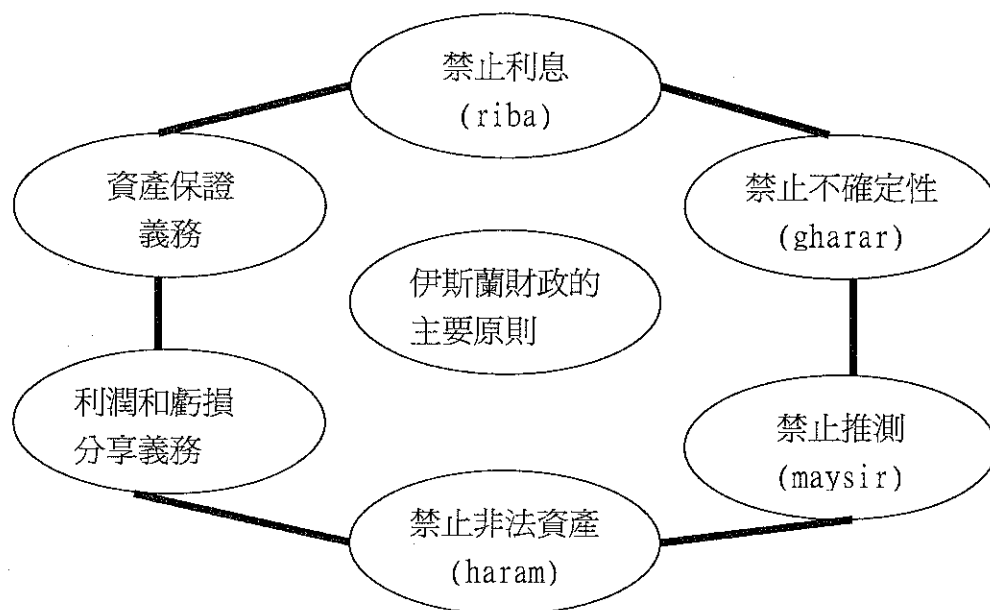 禁止利息
(riba)
資產保證
義務
禁止不確定性
(gharar)
伊斯蘭財政的
主要原則
利潤和虧損
分享義務
禁止推測
(maysir)
禁止非法資產
(haram)